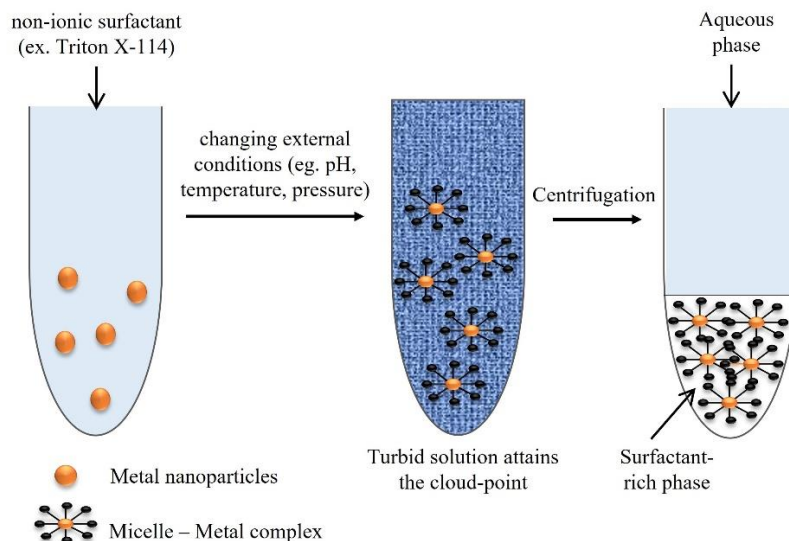 non-ionic surfactant
(ex. Triton X-114)
changing external
conditions (eg. pH,
temperature, pressure)
Centrifugation
Aqueous
phase
Turbid solution attains
the cloud-point
Surfactant-
rich phase
Metal nanoparticles
Micelle – Metal complex